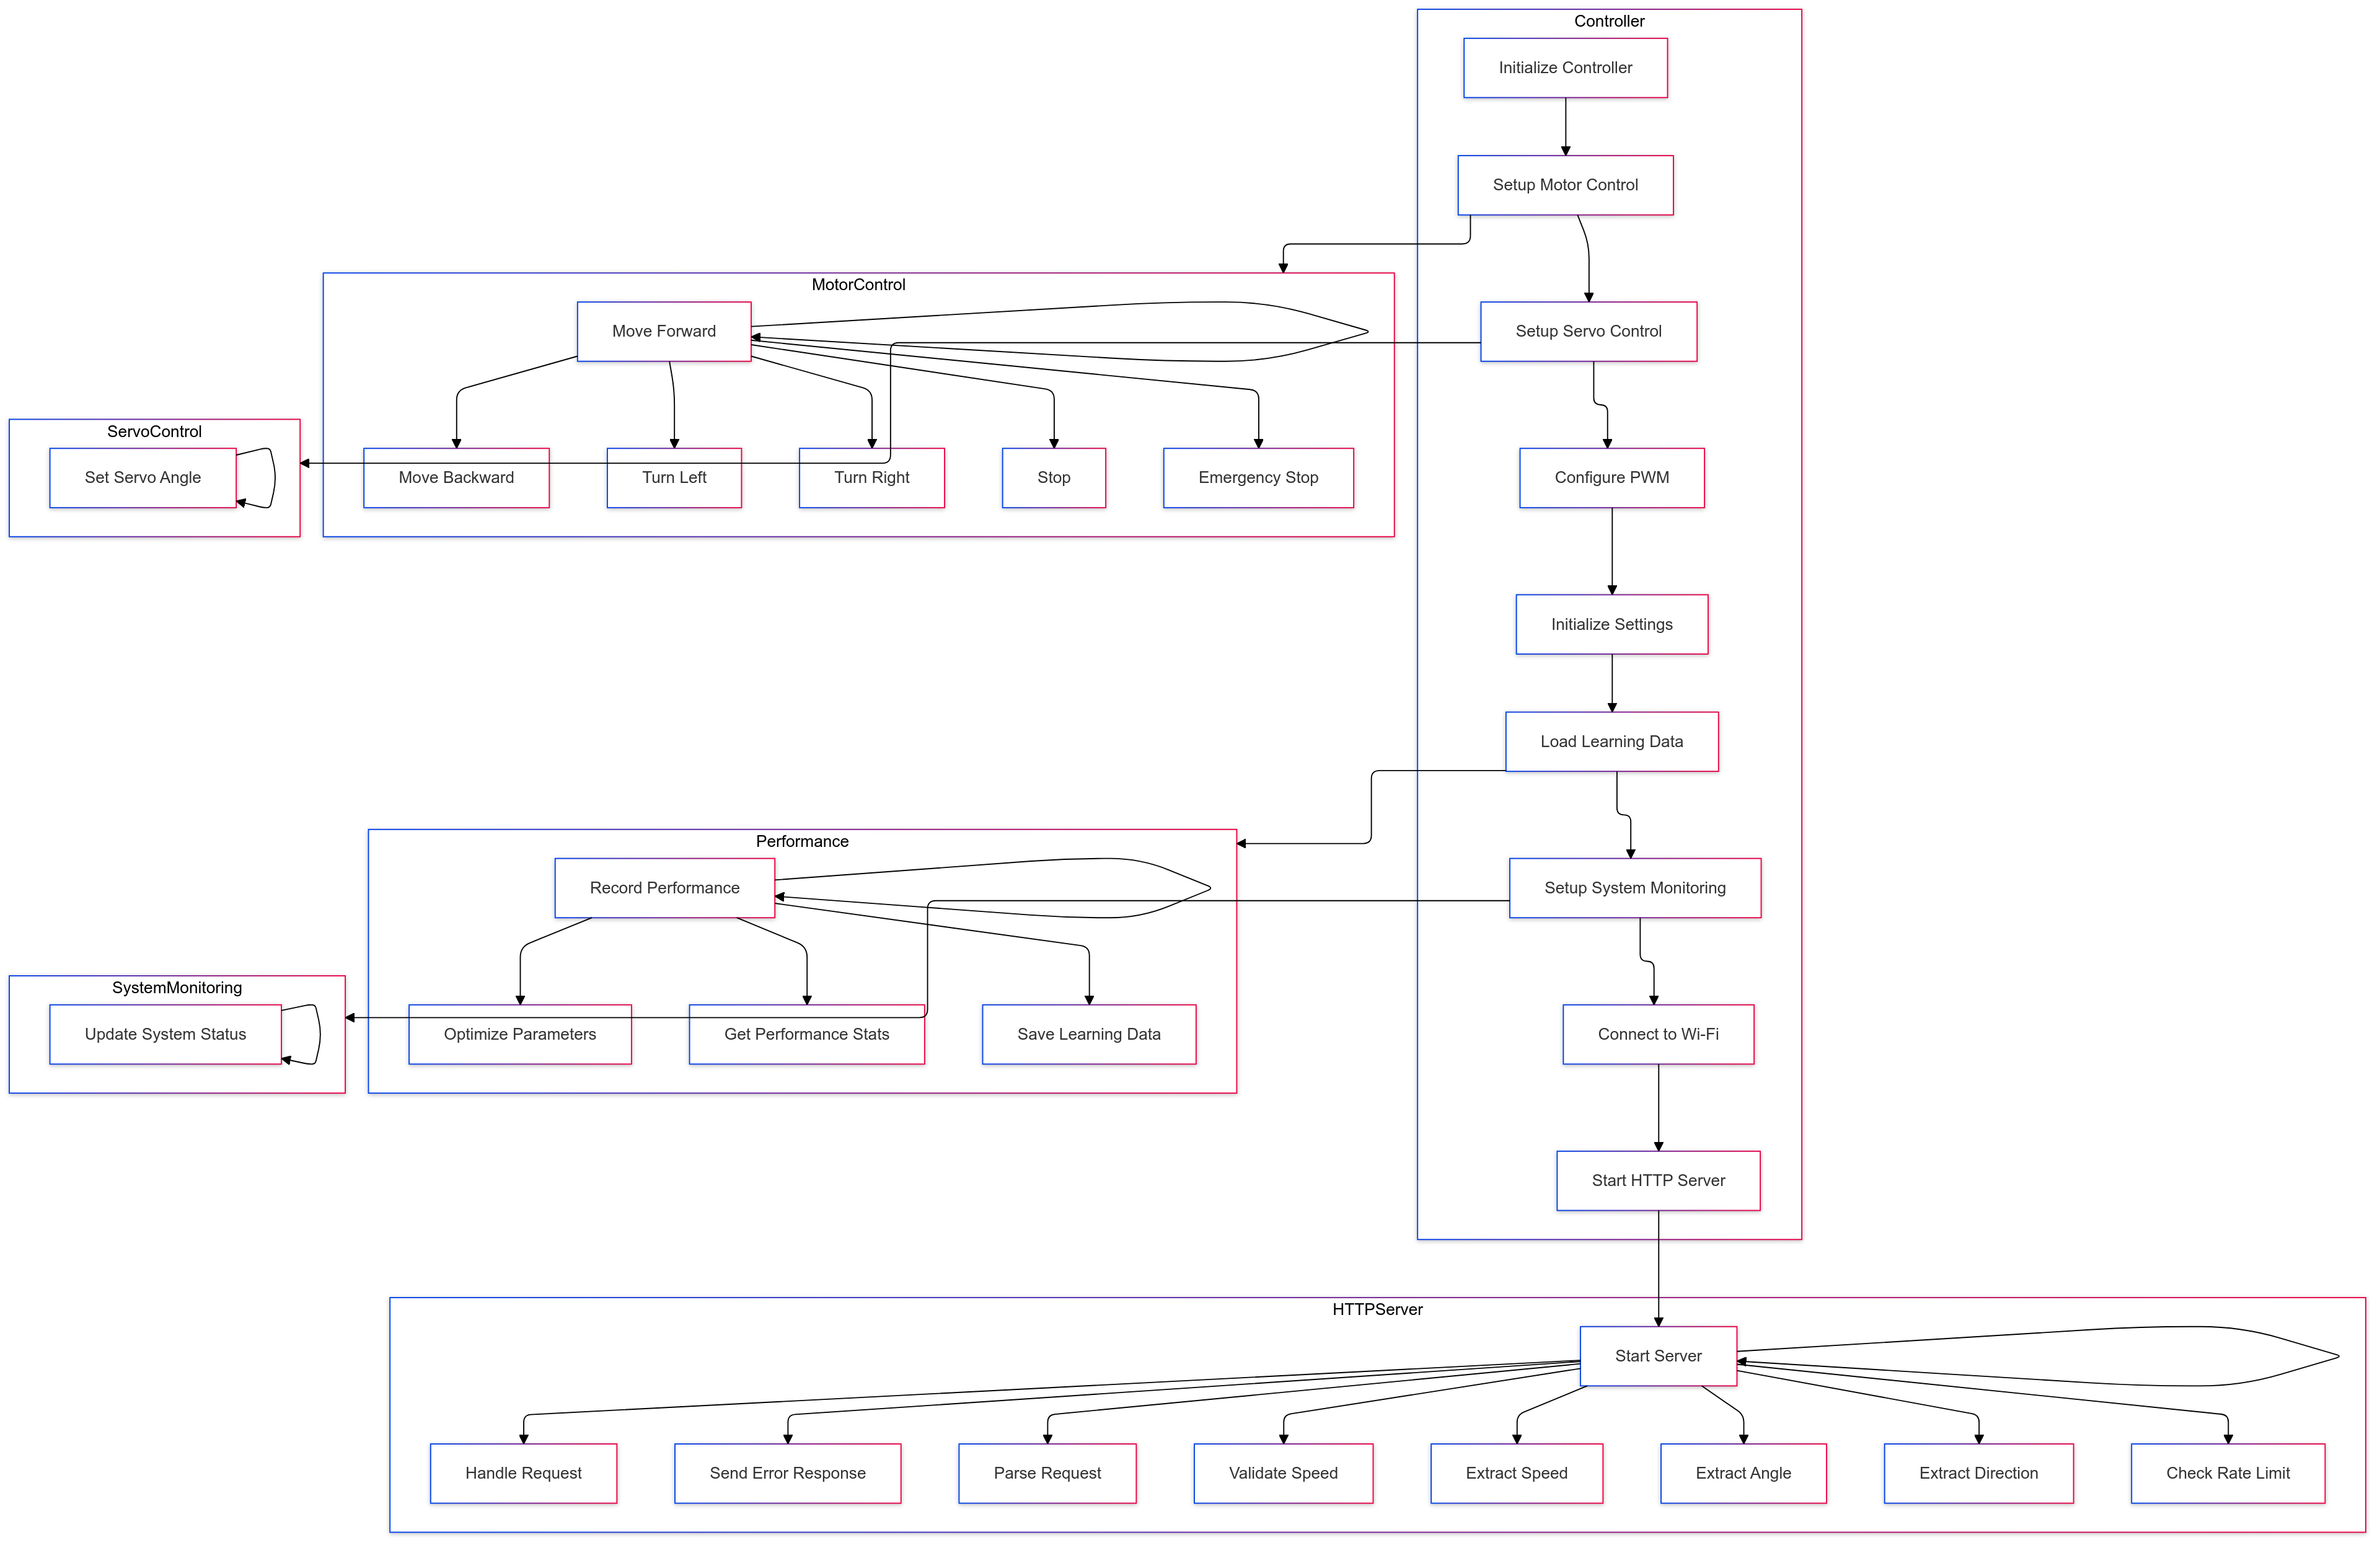 Controller
Initialize Controller
Setup Motor Control
MotorControl
Move Forward
Setup Servo Control
ServoControl
Set Servo Angle
Move Backward
Turn Left
Turn Right
Stop
Emergency Stop
Configure PWM
Initialize Settings
Load Learning Data
Performance
Record Performance
Setup System Monitoring
SystemMonitoring
Update System Status
Optimize Parameters
Get Performance Stats
Save Learning Data
Connect to Wi-Fi
Start HTTP Server
HTTPServer
Start Server
Handle Request
Send Error Response
Parse Request
Validate Speed
Extract Speed
Extract Angle
Extract Direction
Check Rate Limit